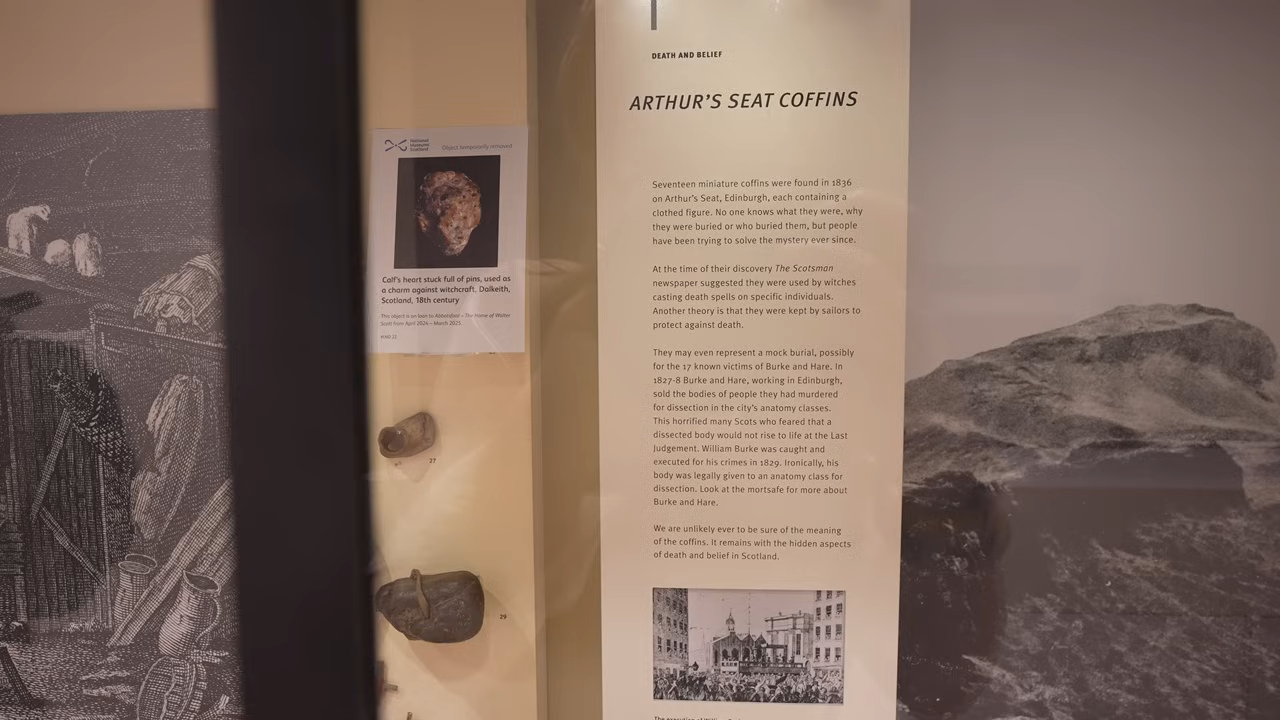 National
Museums
Scotland
Object temporarily removed
Calf's heart stuck full of pins, used as
a charm against witchcraft. Dalkeith,
Scotland, 18th century
This object is on loan to Abbotsford – The Home of Walter
Scott from April 2024 – March 2025.
27
29
DEATH AND BELIEF
ARTHUR'S SEAT COFFINS
Seventeen miniature coffins were found in 1836
on Arthur's Seat, Edinburgh, each containing a
clothed figure. No one knows what they were, why
they were buried or who buried them, but people
have been trying to solve the mystery ever since.
At the time of their discovery The Scotsman
newspaper suggested they were used by witches
casting death spells on specific individuals.
Another theory is that they were kept by sailors to
protect against death.
They may even represent a mock burial, possibly
for the 17 known victims of Burke and Hare. In
1827-8 Burke and Hare, working in Edinburgh,
sold the bodies of people they had murdered
for dissection in the city's anatomy classes.
This horrified many Scots who feared that a
dissected body would not rise to life at the Last
Judgement. William Burke was caught and
executed for his crimes in 1829. Ironically, his
body was legally given to an anatomy class for
dissection. Look at the mortsafe for more about
Burke and Hare.
We are unlikely ever to be sure of the meaning
of the coffins. It remains with the hidden aspects
of death and belief in Scotland.